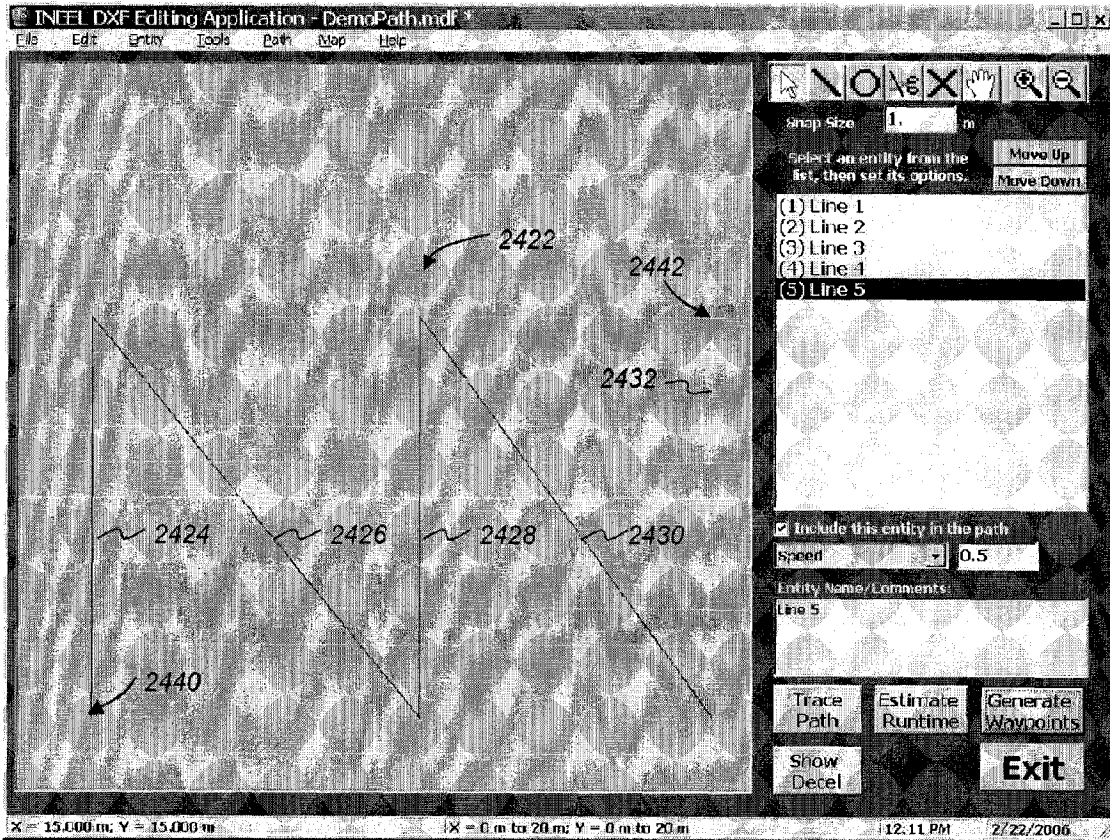 INEEL DXF Editing Application - DemoPath.mdf *
File Edit Entity Tools Path Map Help
Snap Size 1. m
Select an entity from the list, then set its options.
Move Up
Move Down
(1) Line 1
(2) Line 2
(3) Line 3
(4) Line 4
(5) Line 5
2422
2442
2432
2424
2426
2428
2430
2440
Include this entity in the path
Speed 0.5
Entity Name/Comments:
Line 5
Trace Path
Estimate Runtime
Generate Waypoints
Show Decel
Exit
X = 15.000 m; Y = 15.000 m
X = 0 m to 20 m; Y = 0 m to 20 m
12:11 PM
2/22/2006